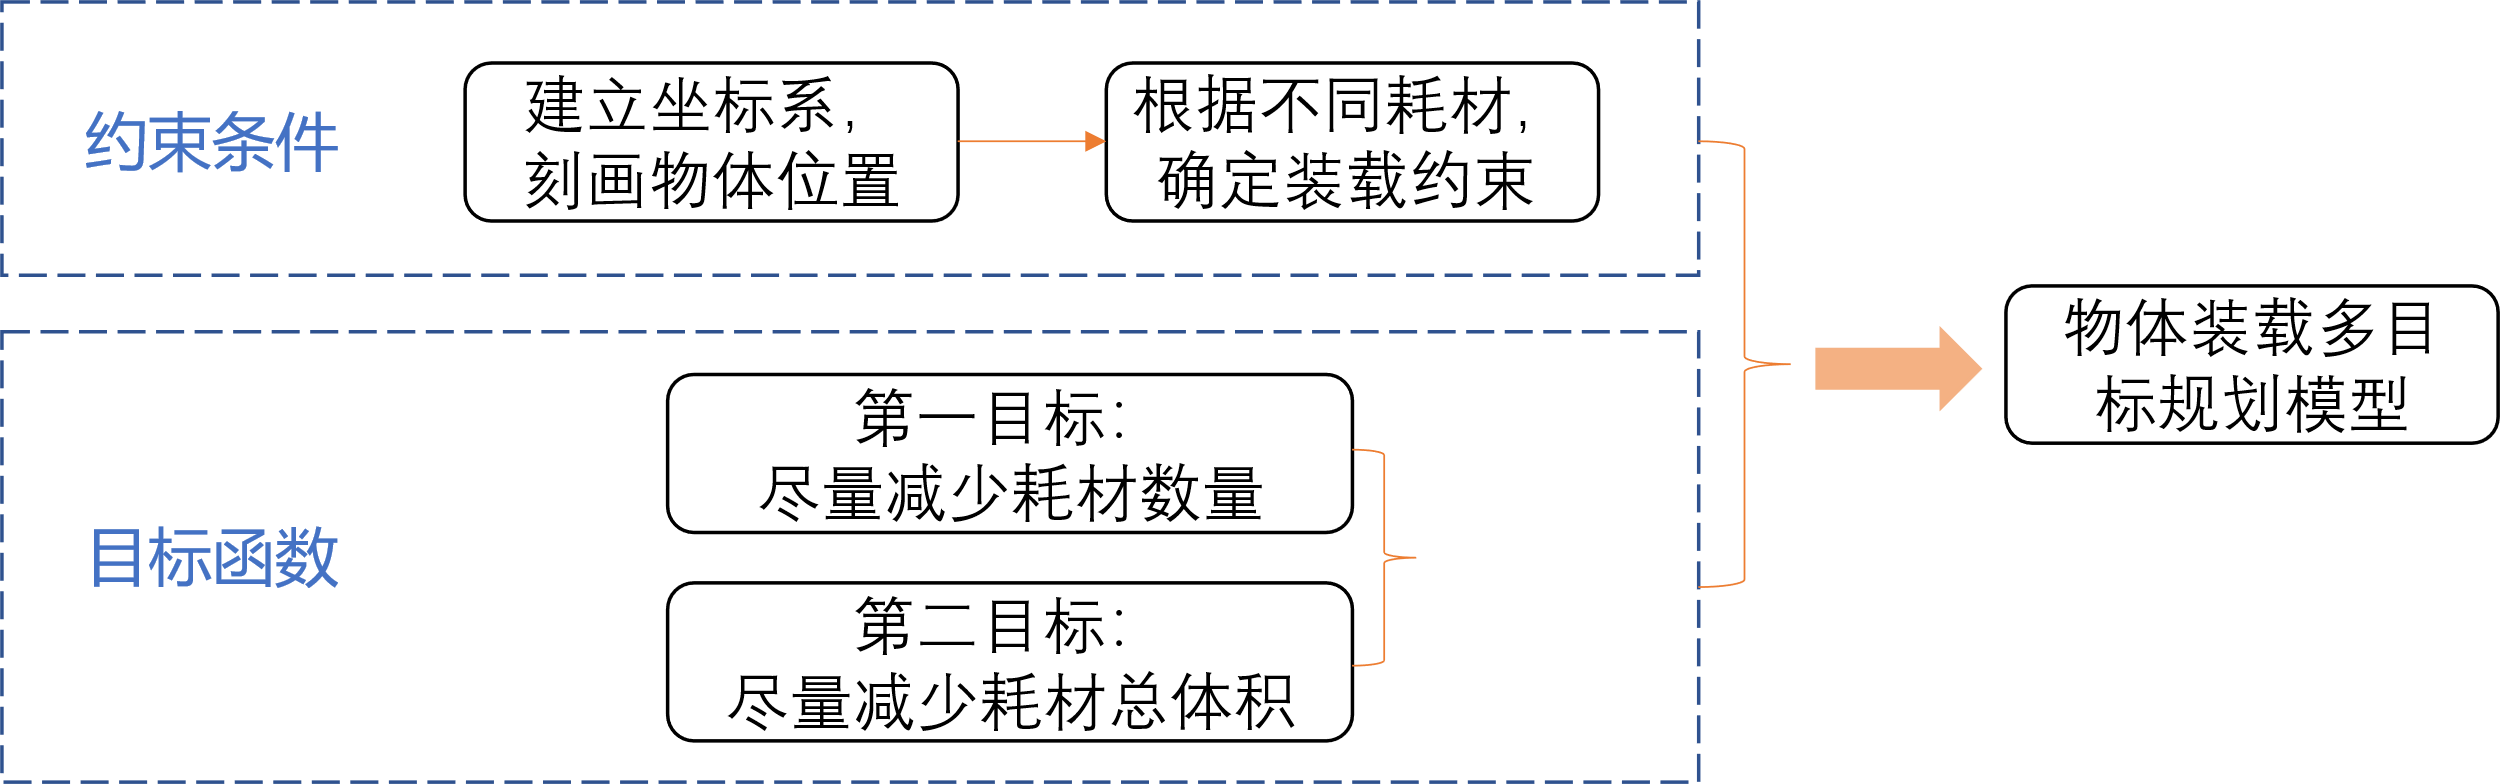 约束条件
建立坐标系，
刻画物体位置
根据不同耗材，
确定装载约束
目标函数
第一目标：
尽量减少耗材数量
第二目标：
尽量减少耗材总体积
物体装载多目
标规划模型